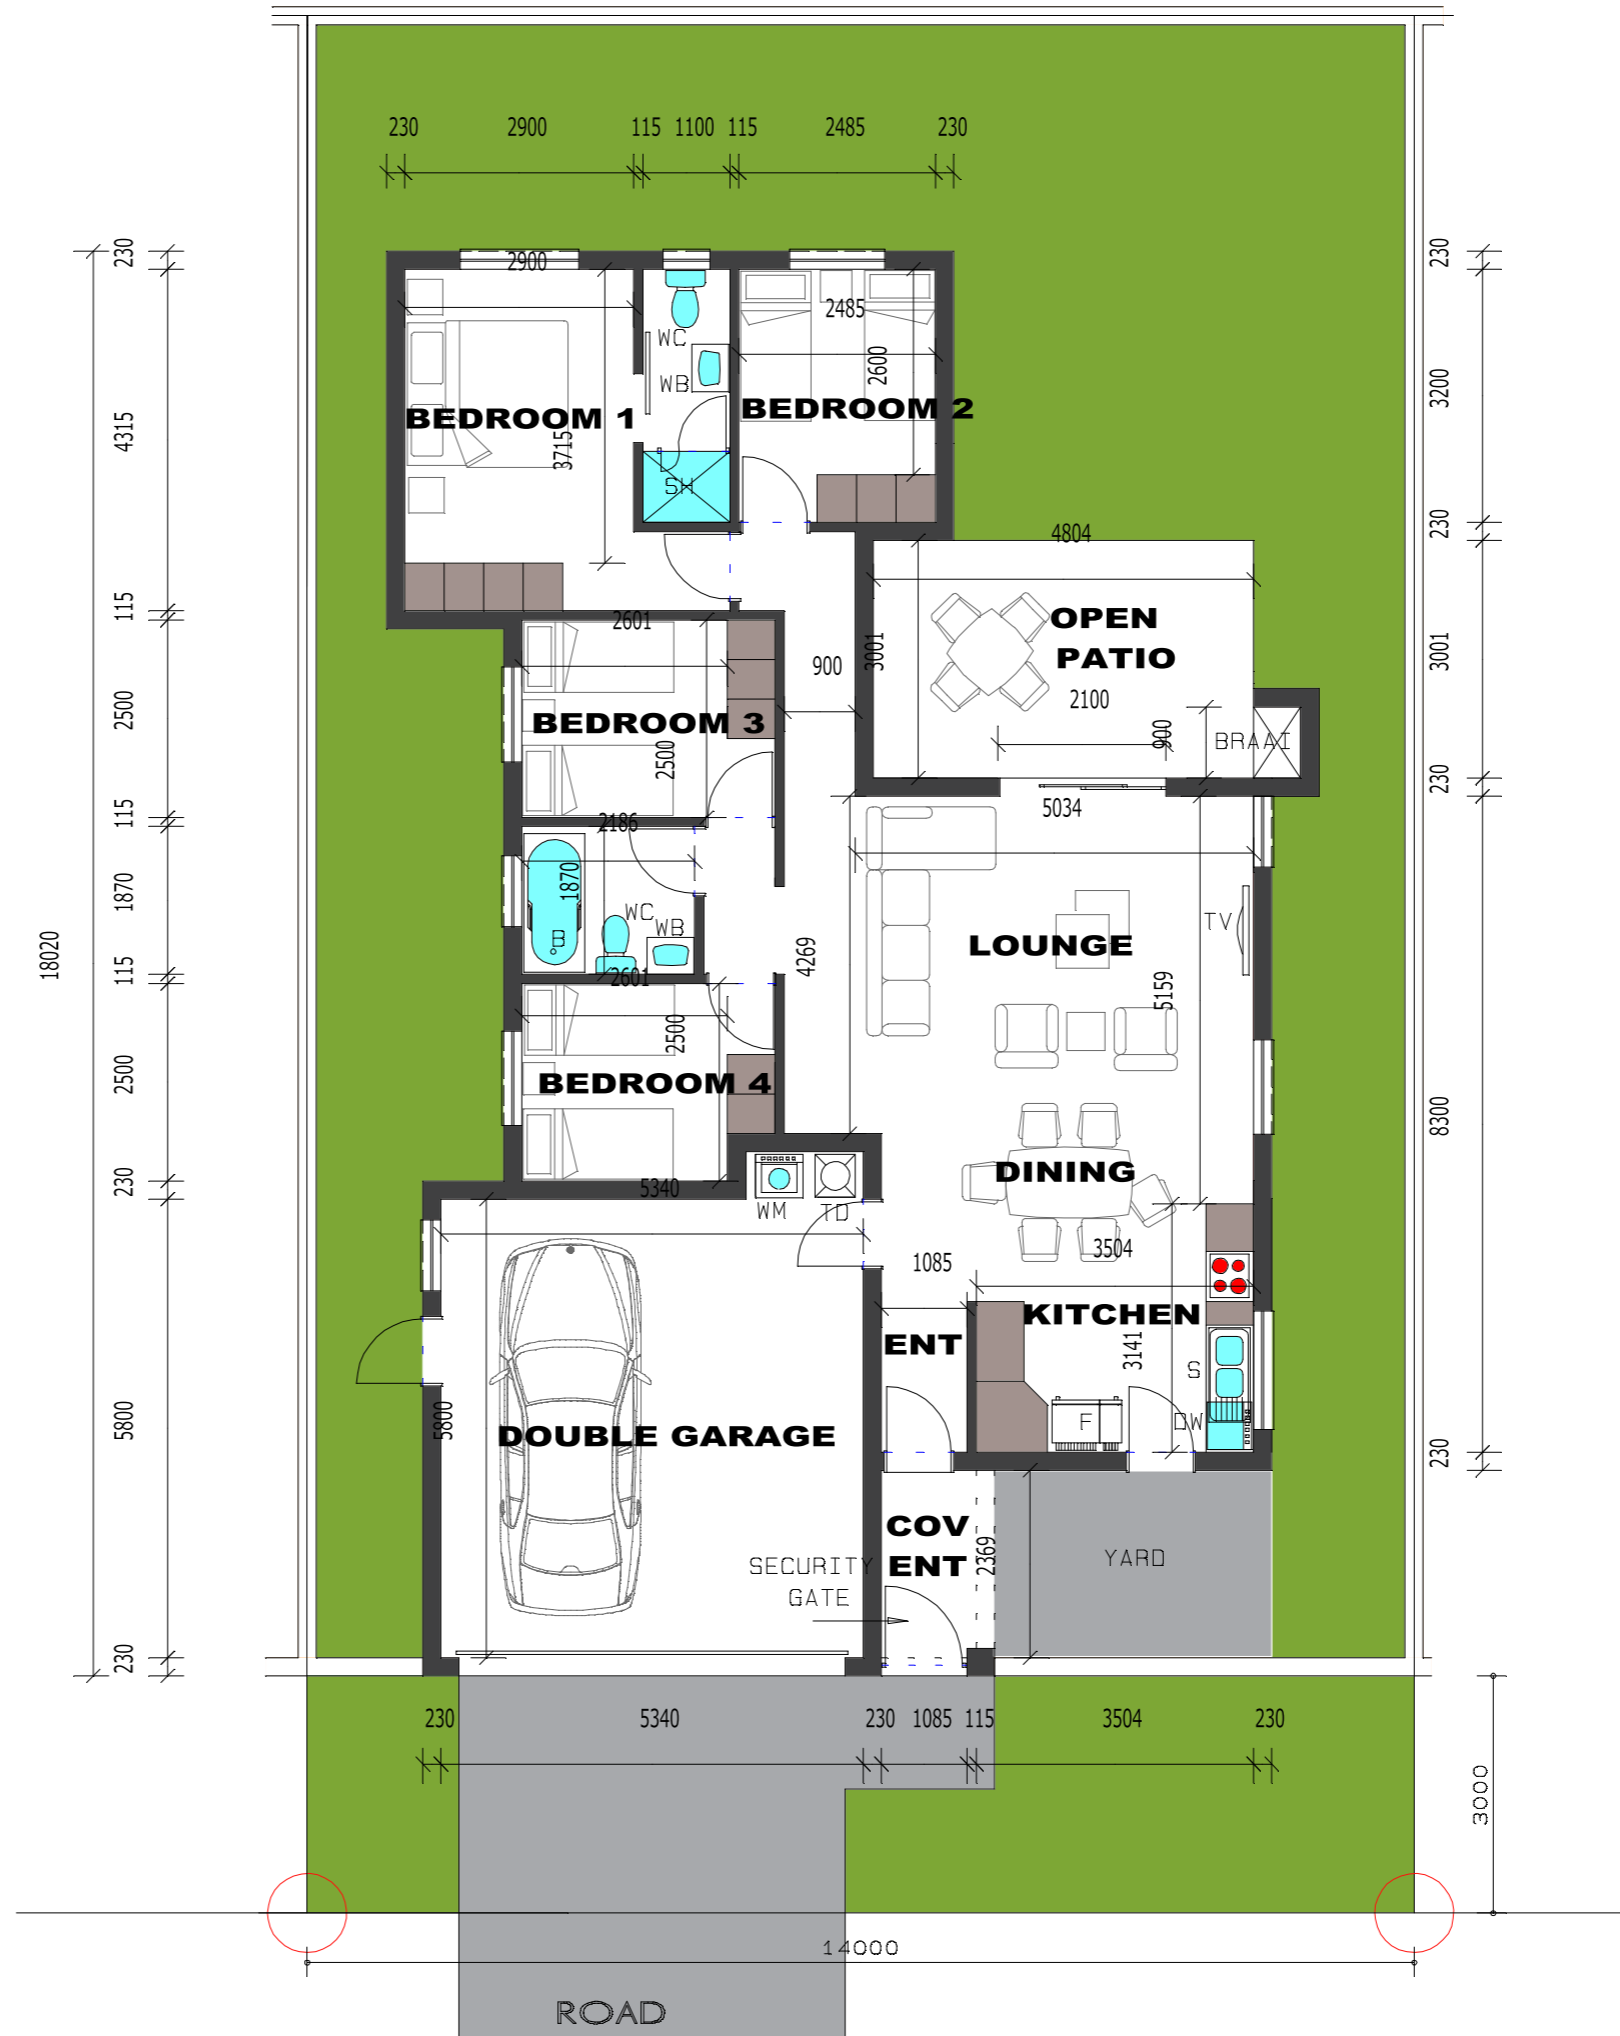 230 2900 115 1100 115 2485 230
230
4315
115
2500
115
1870
115
2500
230
5800
230
18020
230
3200
230
3001
230
8300
230
2900
WC
WB
SH
BEDROOM 1
3715
2485
2600
BEDROOM 2
4804
OPEN
PATIO
3001
2100
900
BRAAI
2601
BEDROOM 3
2500
900
2186
1870
B
WC
WB
5034
LOUNGE
TV
4269
5159
2601
2500
BEDROOM 4
DINING
5340
WM
TD
3504
1085
KITCHEN
ENT
3141
S
F
DW
5800
DOUBLE GARAGE
COV
ENT
2369
YARD
SECURITY
GATE
230 5340 230 1085 115 3504 230
3000
14000
ROAD